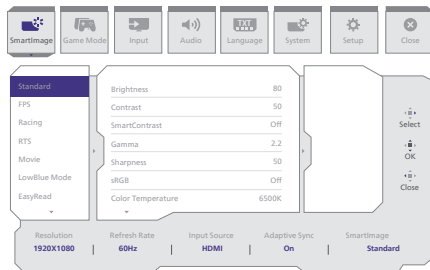 SmartImage
Game Mode
Input
Audio
TXT
Language
System
Setup
Close
Standard
FPS
Racing
RTS
Movie
LowBlue Mode
EasyRead
Brightness 80
Contrast 50
SmartContrast Off
Gamma 2.2
Sharpness 50
sRGB Off
Color Temperature 6500K
Select
OK
Close
Resolution Refresh Rate Input Source Adaptive Sync SmartImage
1920X1080 | 60Hz | HDMI | On | Standard